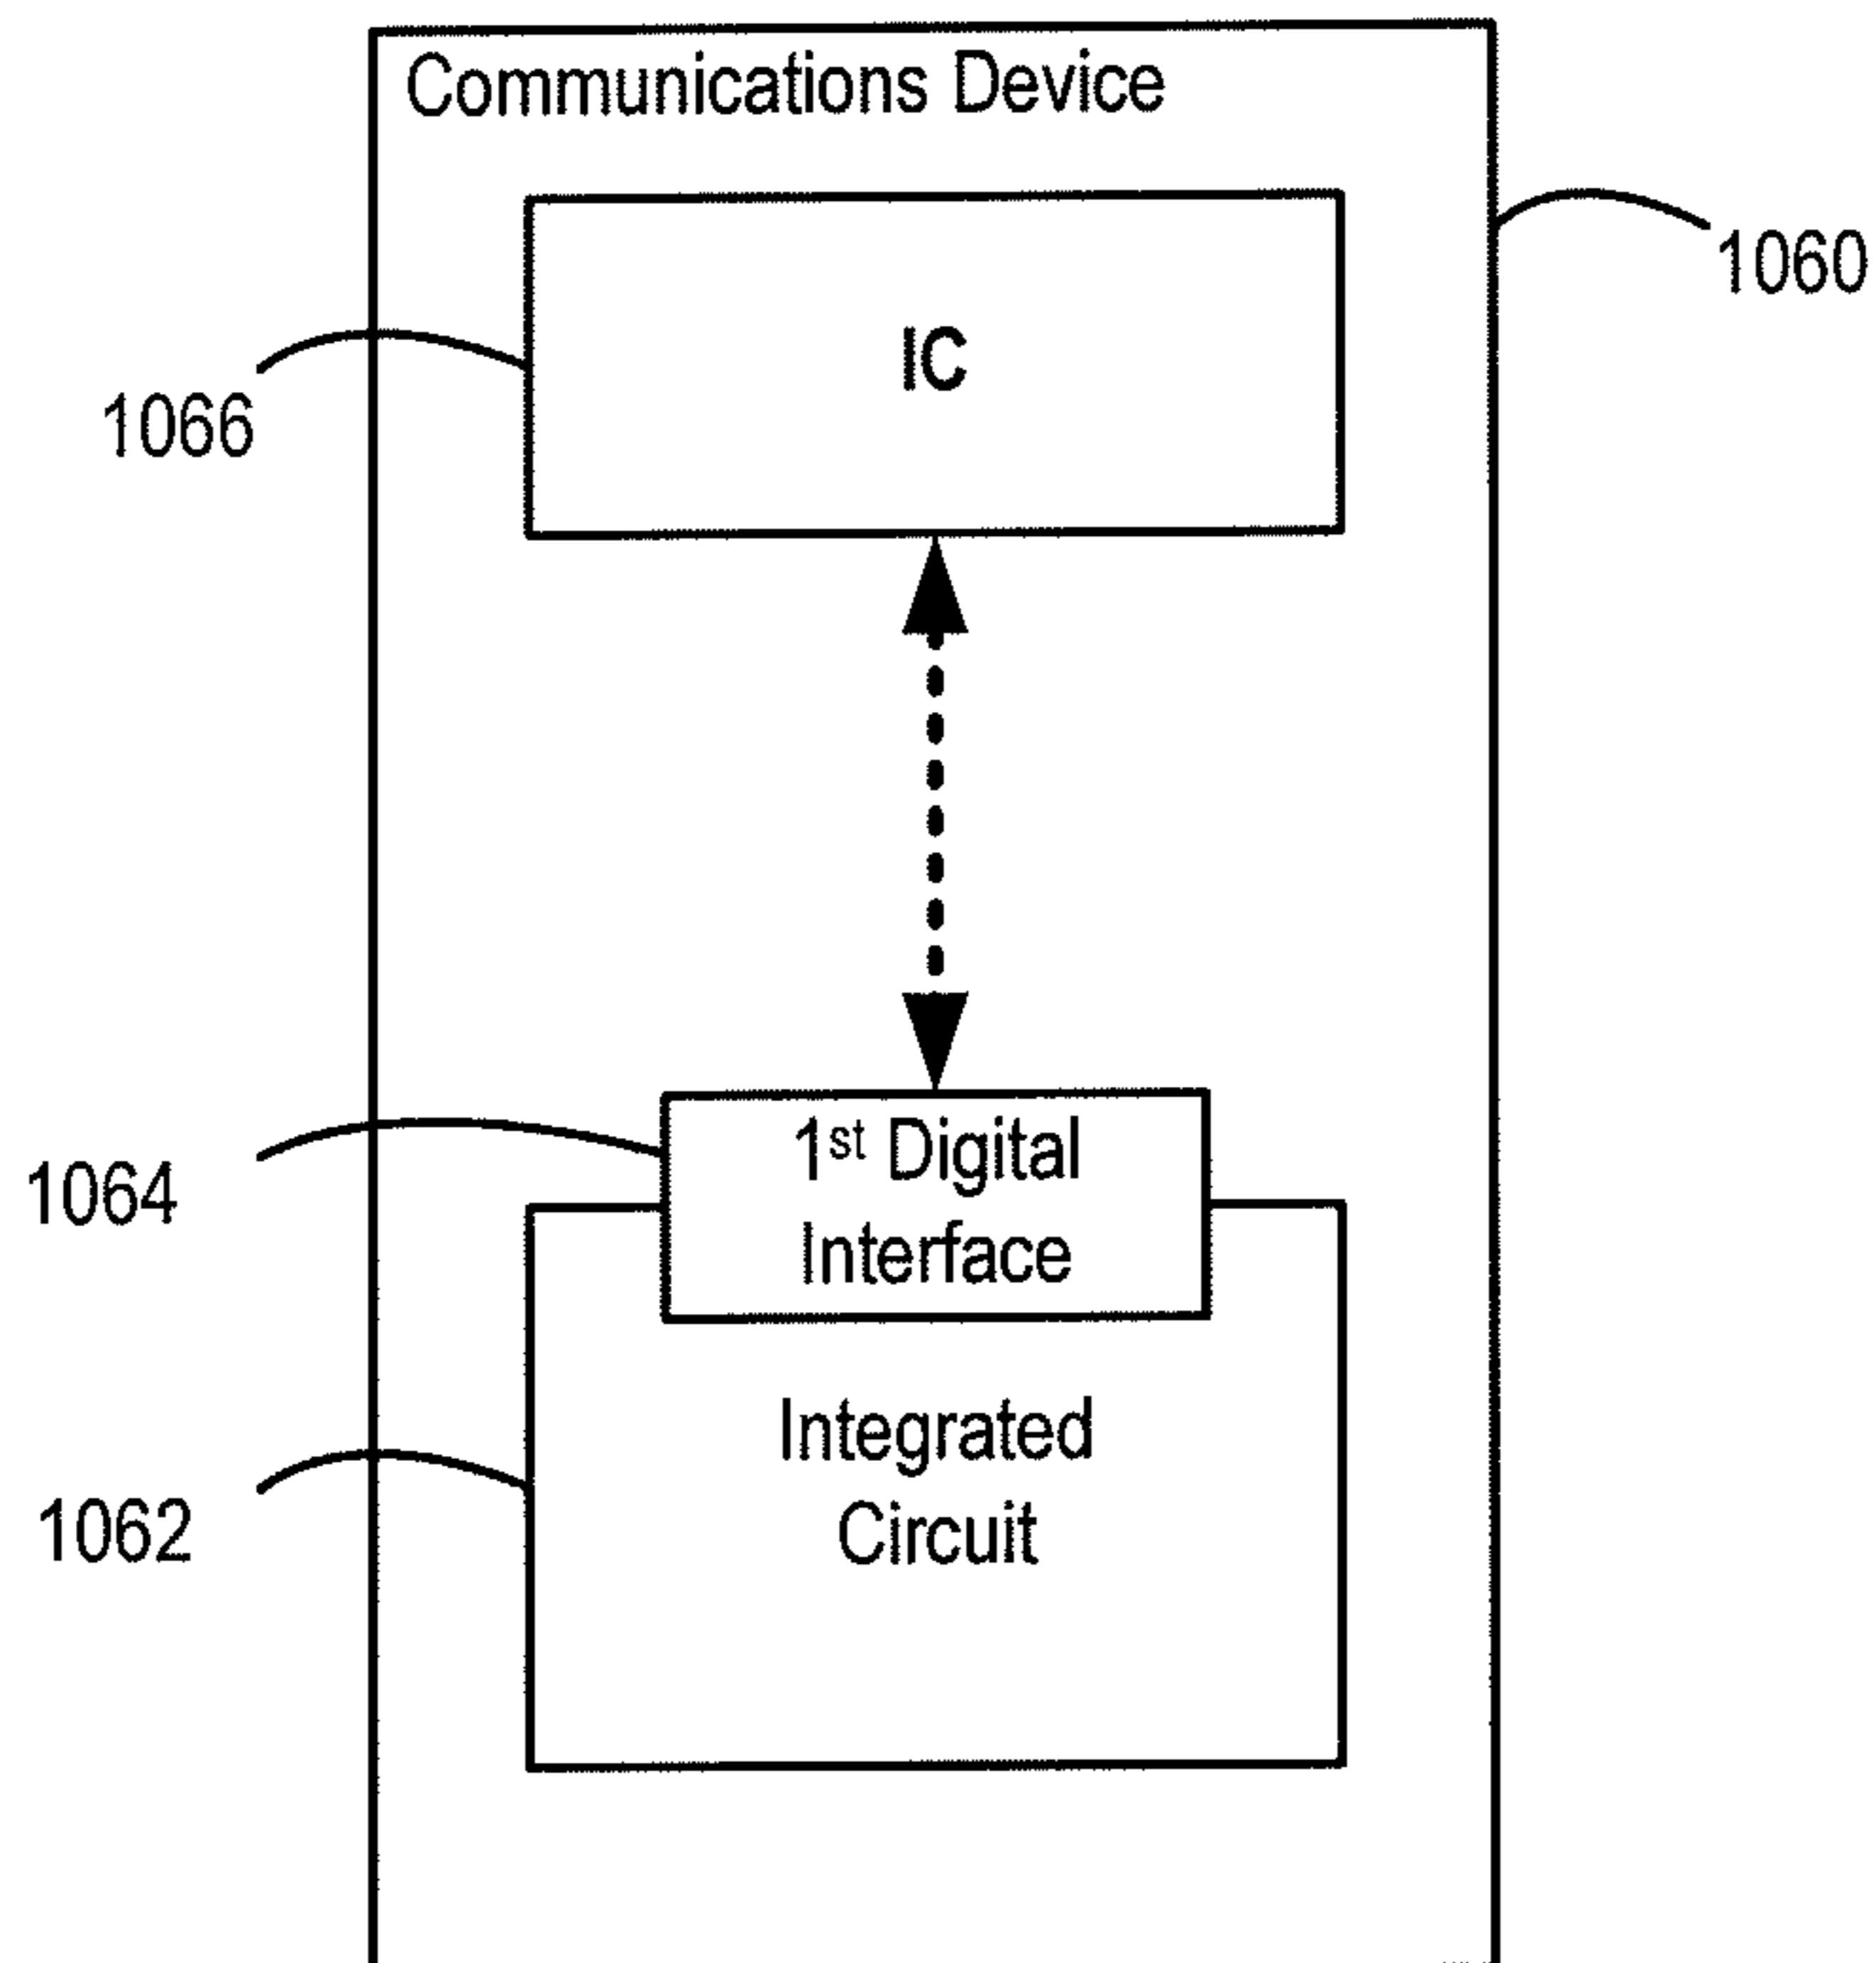 Communications Device
1060
IC
1066
1st Digital
Interface
1064
Integrated
Circuit
1062